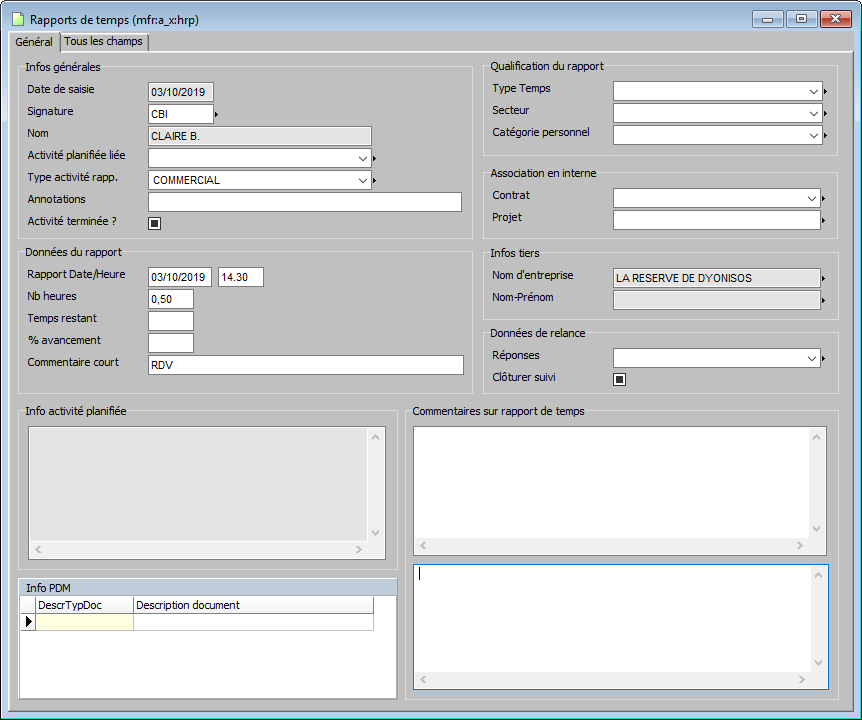 Rapports de temps (mfr:a_x:hrp)
Général Tous les champs
Infos générales
Date de saisie 03/10/2019
Signature CBI
Nom CLAIRE B.
Activité planifiée liée
Type activité rapp. COMMERCIAL
Annotations
Activité terminée ?
Qualification du rapport
Type Temps
Secteur
Catégorie personnel
Association en interne
Contrat
Projet
Données du rapport
Rapport Date/Heure 03/10/2019 14.30
Nb heures 0,50
Temps restant
% avancement
Commentaire court RDV
Infos tiers
Nom d'entreprise LA RESERVE DE DYONISOS
Nom-Prénom
Données de relance
Réponses
Clôturer suivi
Info activité planifiée
Commentaires sur rapport de temps
Info PDM
DescrTypDoc Description document